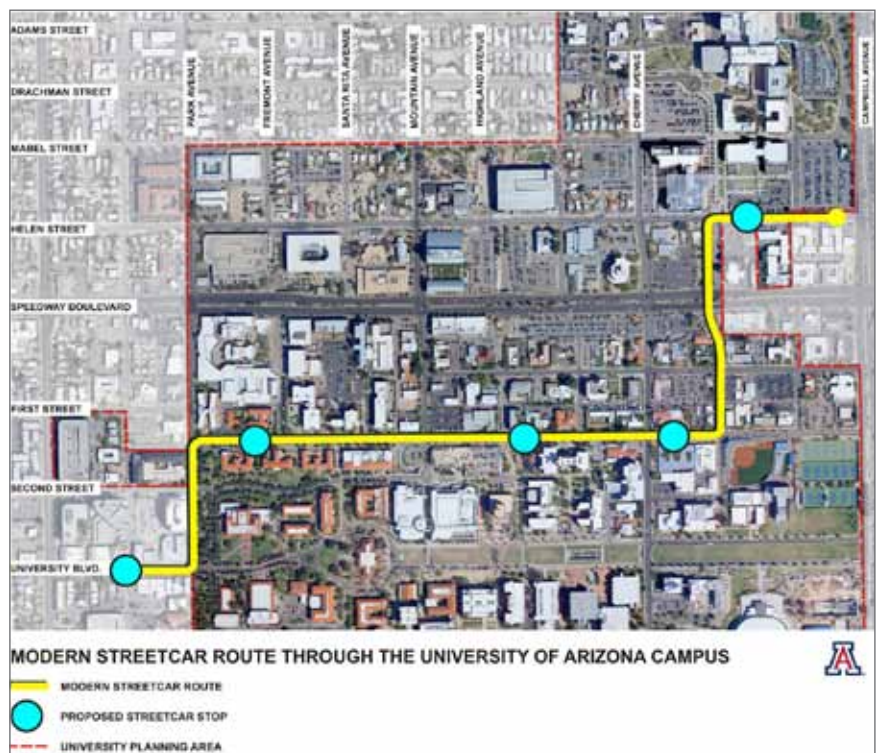 ADAMS STREET
DRACHMAN STREET
MABEL STREET
HELEN STREET
SPEEDWAY BOULEVARD
FIRST STREET
SECOND STREET
UNIVERSITY BLVD.
PARK AVENUE
FREMONT AVENUE
SANTA RITA AVENUE
MOUNTAIN AVENUE
HIGHLAND AVENUE
CHERRY AVENUE
CAMPBELL AVENUE
MODERN STREETCAR ROUTE THROUGH THE UNIVERSITY OF ARIZONA CAMPUS
A
MODERN STREETCAR ROUTE
PROPOSED STREETCAR STOP
UNIVERSITY PLANNING AREA